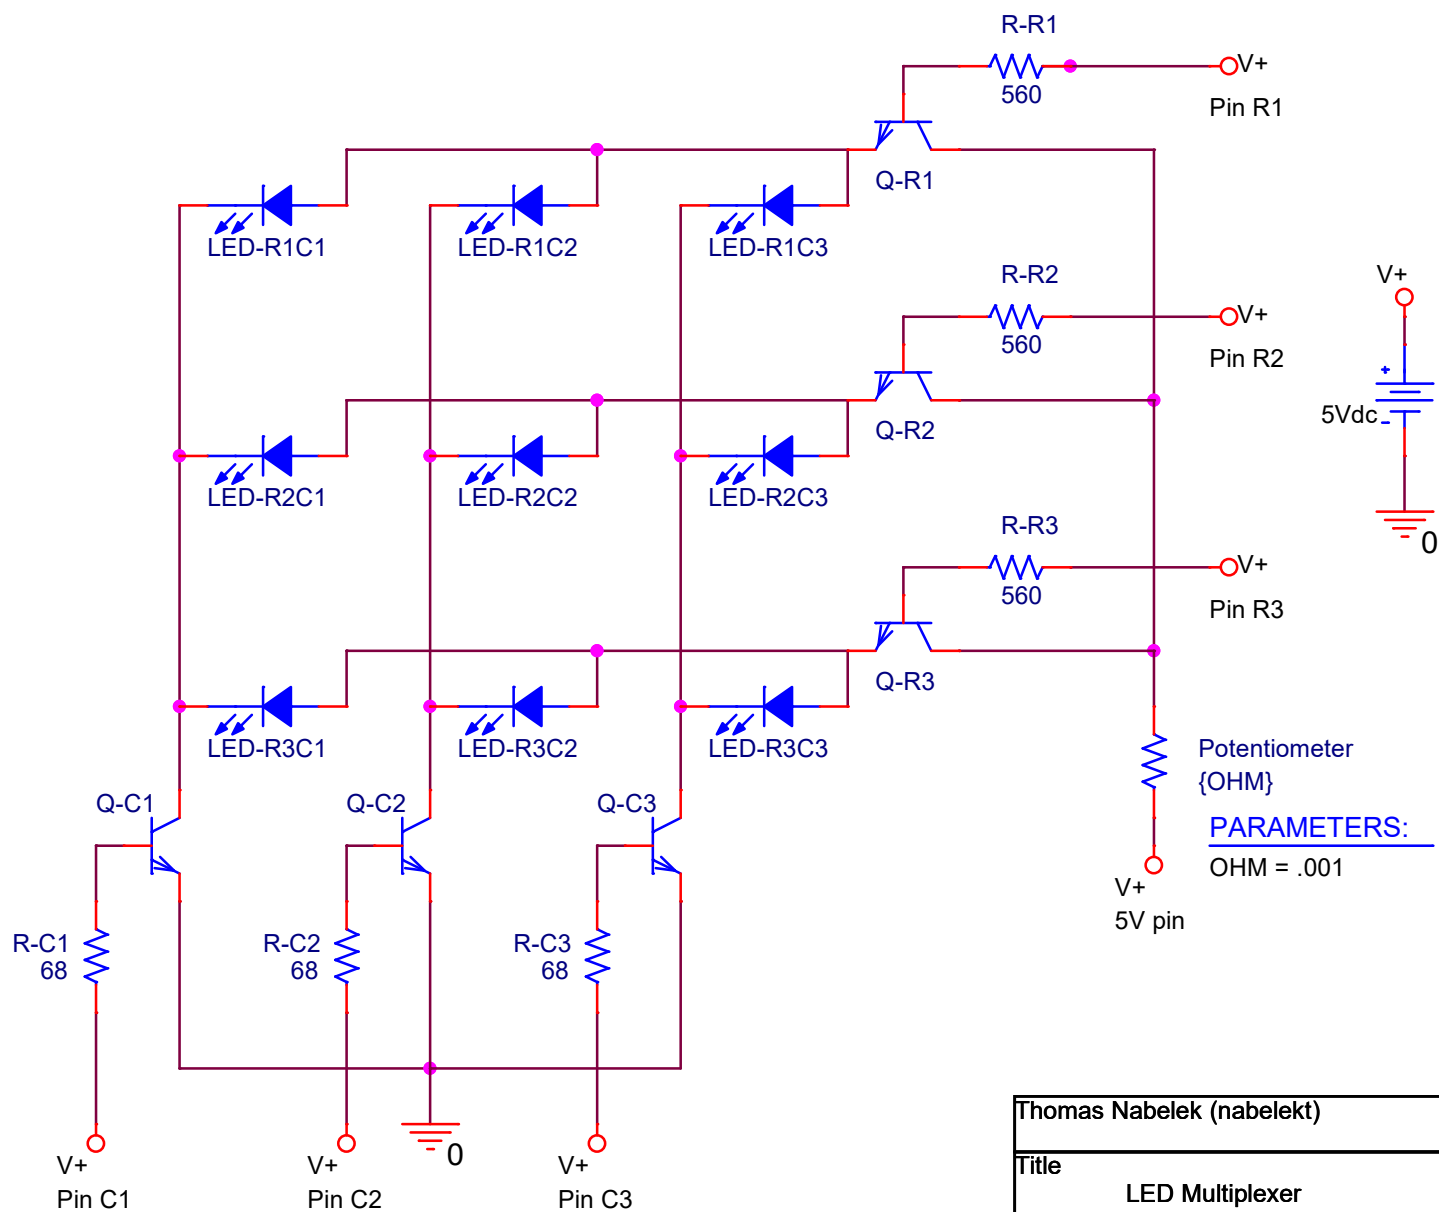 R-R1
560
V+
Pin R1
Q-R1
LED-R1C1
LED-R1C2
LED-R1C3
R-R2
560
V+
Pin R2
Q-R2
LED-R2C1
LED-R2C2
LED-R2C3
V+
+
5Vdc
-
0
R-R3
560
V+
Pin R3
Q-R3
LED-R3C1
LED-R3C2
LED-R3C3
Potentiometer
{OHM}
PARAMETERS:
OHM = .001
V+
5V pin
Q-C1
Q-C2
Q-C3
R-C1
68
R-C2
68
R-C3
68
0
V+
Pin C1
V+
Pin C2
V+
Pin C3
Thomas Nabelek (nabelekt)
Title
LED Multiplexer